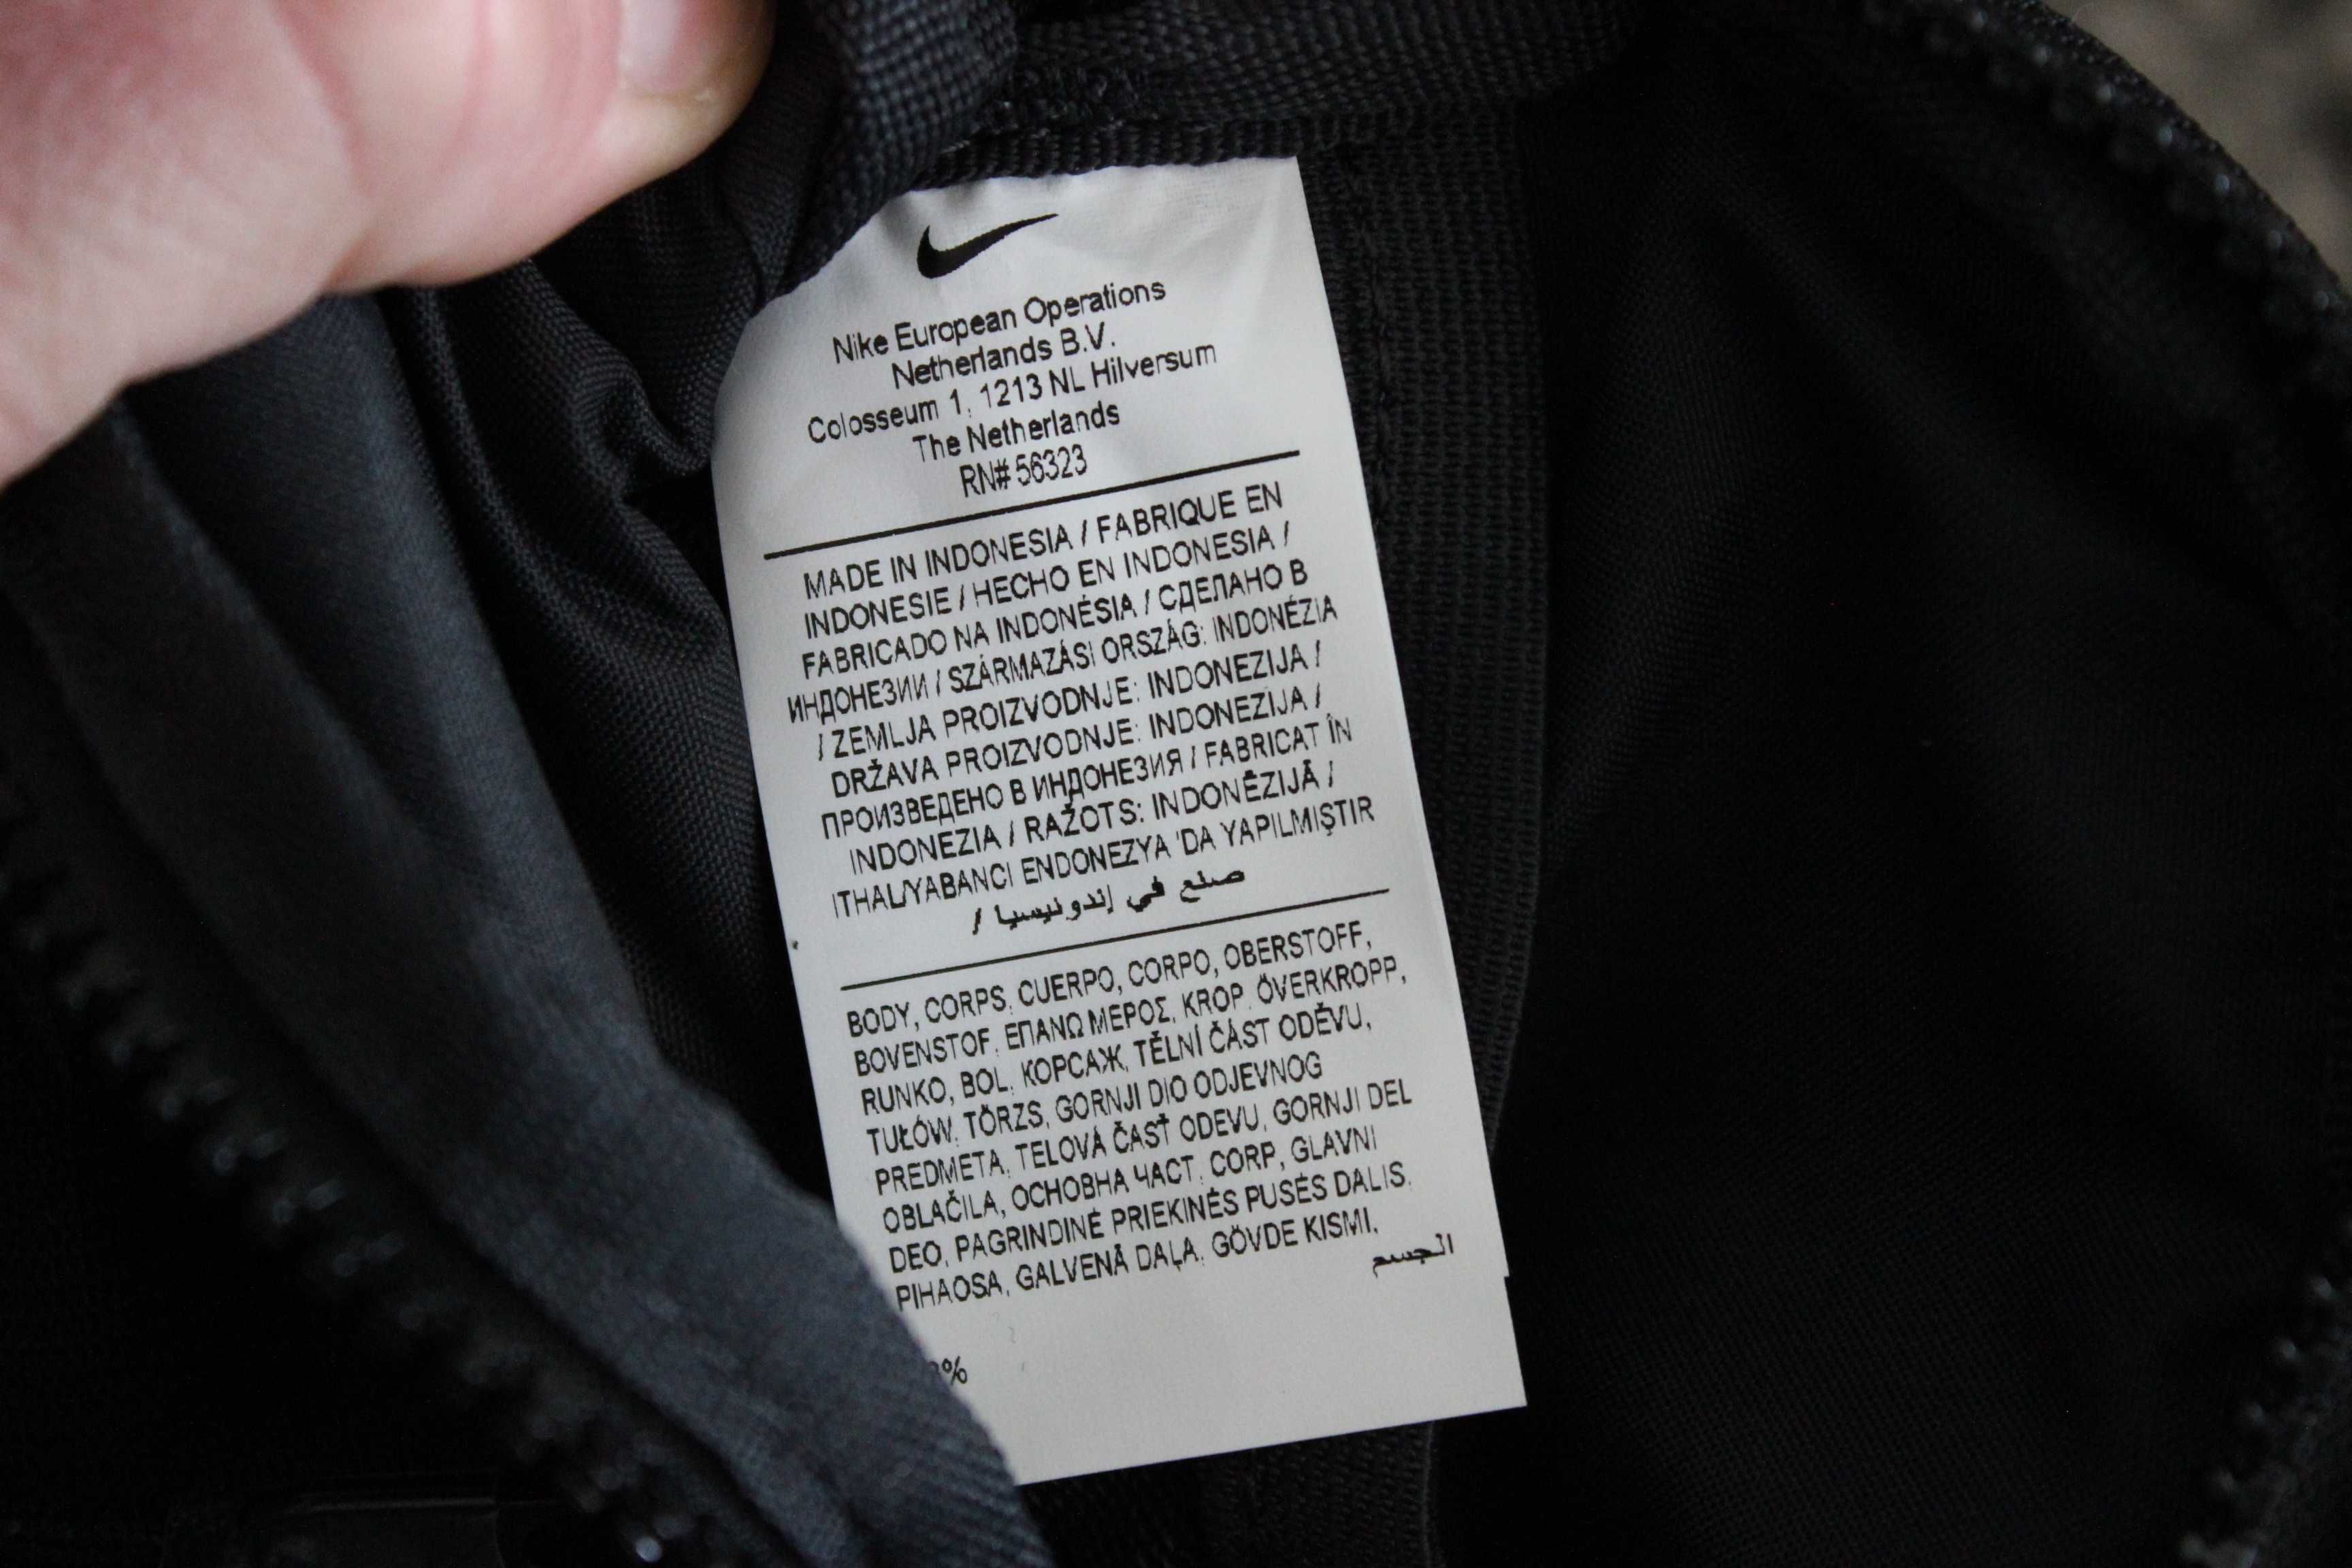 Nike European Operations
Netherlands B.V.
Colosseum 1, 1213 NL Hilversum
The Netherlands
RN# 56323
MADE IN INDONESIA / FABRIQUE EN
INDONESIE / HECHO EN INDONESIA /
FABRICADO NA INDONÉSIA / СДЕЛАНО В
ИНДОНЕЗИИ / SZÁRMAZÁSI ORSZÁG: INDONÉZIA
/ ZEMLJA PROIZVODNJE: INDONEZIJA /
DRŽAVA PROIZVODNJE: INDONEZIJA /
ПРОИЗВЕДЕНО В ИНДОНЕЗИЯ / FABRICAT ÎN
INDONEZIA / RAŽOTS: INDONĒZIJĀ /
ITHAL/YABANCI ENDONEZYA 'DA YAPILMIŞTIR
/ صنع في إندونيسيا
BODY, CORPS, CUERPO, CORPO, OBERSTOFF,
BOVENSTOF, ΕΠΑΝΩ ΜΕΡΟΣ, KROP, ÖVERKROPP,
RUNKO, BOL, КОРСАЖ, TĚLNÍ ČÁST ODĚVU,
TUŁÓW, TÖRZS, GORNJI DIO ODJEVNOG
PREDMETA, TELOVÁ ČASŤ ODEVU, GORNJI DEL
OBLAČILA, ОСНОВНА ЧАСТ, CORP, GLAVNI
DEO, PAGRINDINĖ PRIEKINĖS PUSĖS DALIS,
PIHAOSA, GALVENĀ DAĻA, GÖVDE KISMI,
الجسم
%